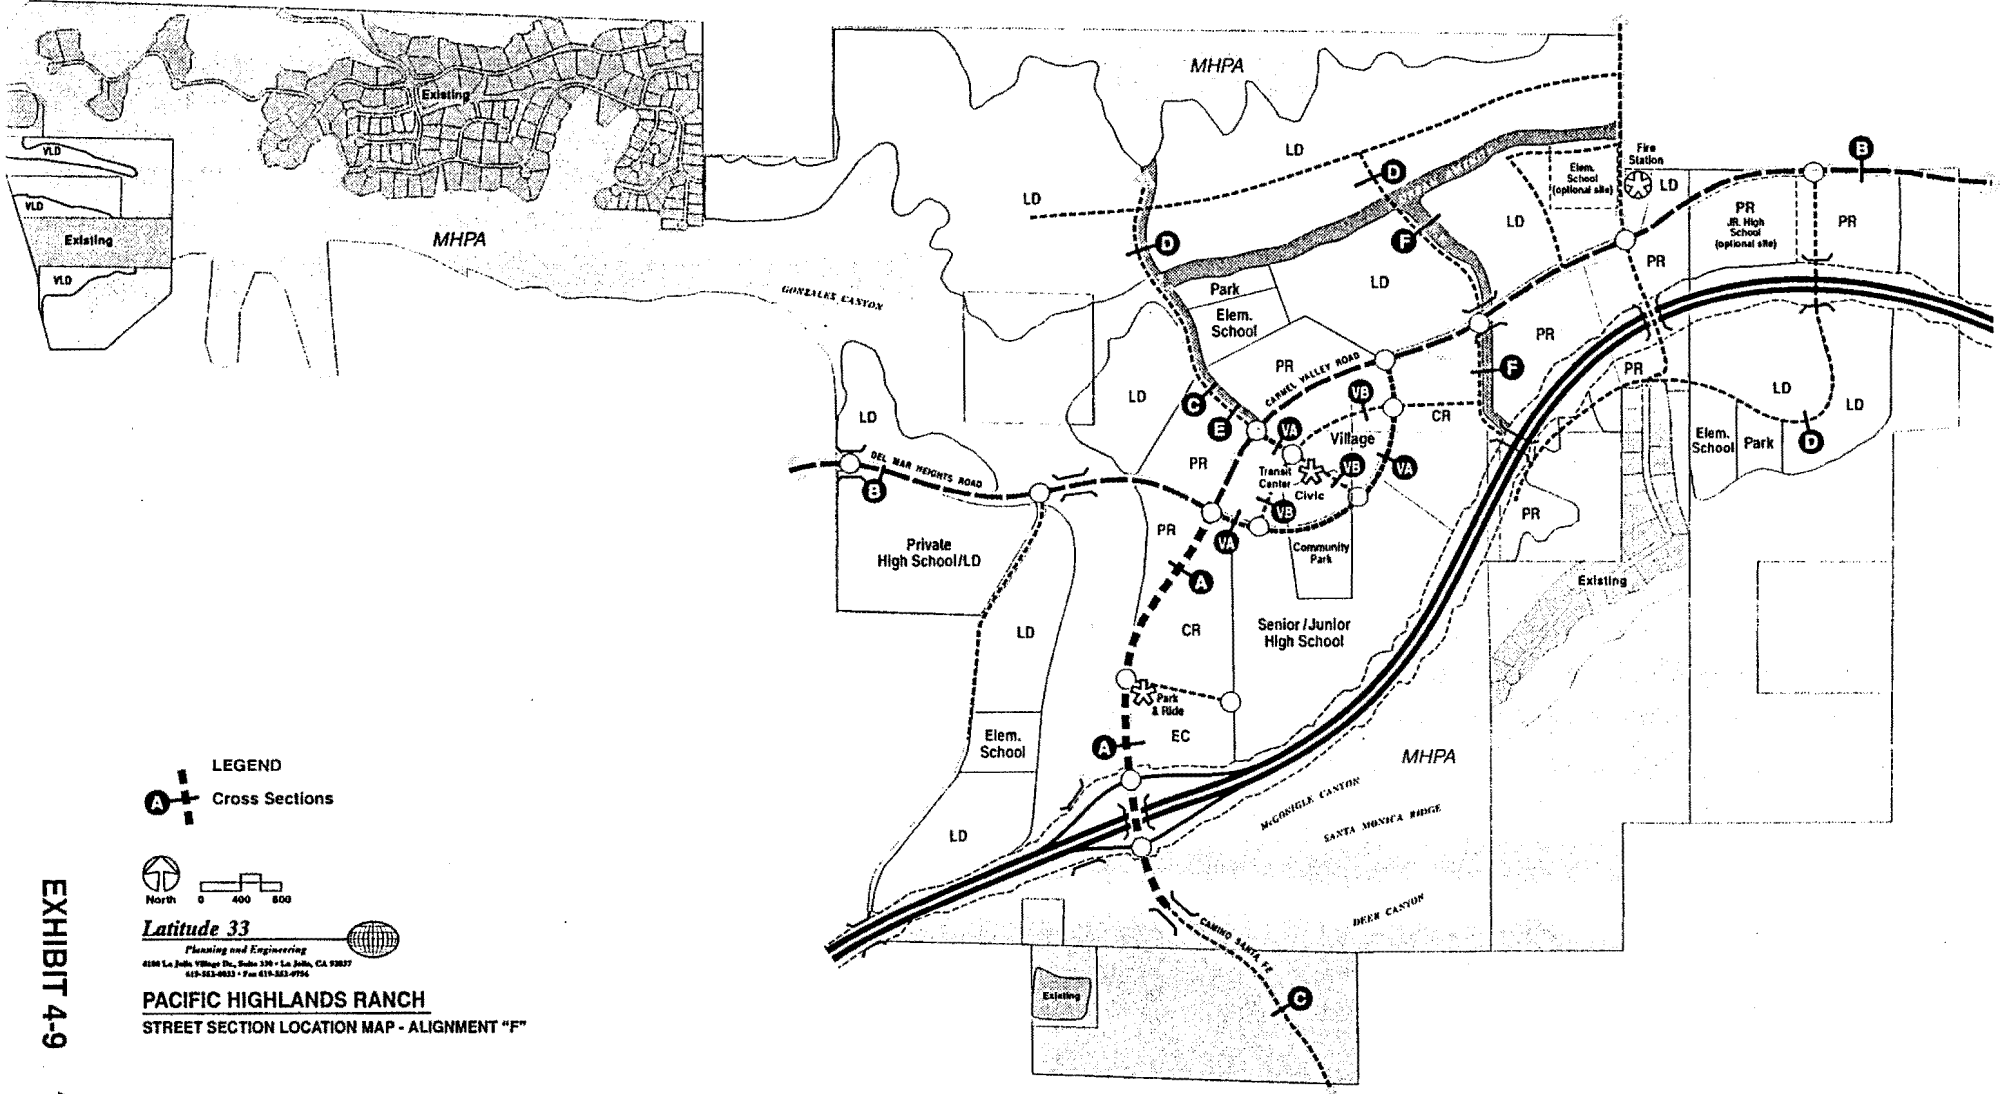 MHPA
Existing
VLD
VLD
Existing
VLD
MHPA
GONZALES CANYON
LD
LD
D
D
F
LD
Elem.
School
(optional site)
Fire
Station
LD
B
PR
JR. High
School
(optional site)
PR
PR
LD
Park
Elem.
School
PR
CARMEL VALLEY ROAD
PR
F
PR
LD
LD
Elem.
School
Park
D
LD
LD
C
E
VA
VB
CR
Village
VA
VB
Transit
Center
Civic
VB
VA
PR
DEL MAR HEIGHTS ROAD
B
Private
High School/LD
PR
A
Community
Park
PR
Existing
LD
CR
Senior/Junior
High School
Park
& Ride
EC
A
Elem.
School
LD
MHPA
McGONIGLE CANYON
SANTA MONICA RIDGE
DEER CANYON
CAMINO SANTA FE
C
Existing
LEGEND
A
Cross Sections
North
0 400 800
Latitude 33
Planning and Engineering
PACIFIC HIGHLANDS RANCH
STREET SECTION LOCATION MAP - ALIGNMENT "F"
EXHIBIT 4-9